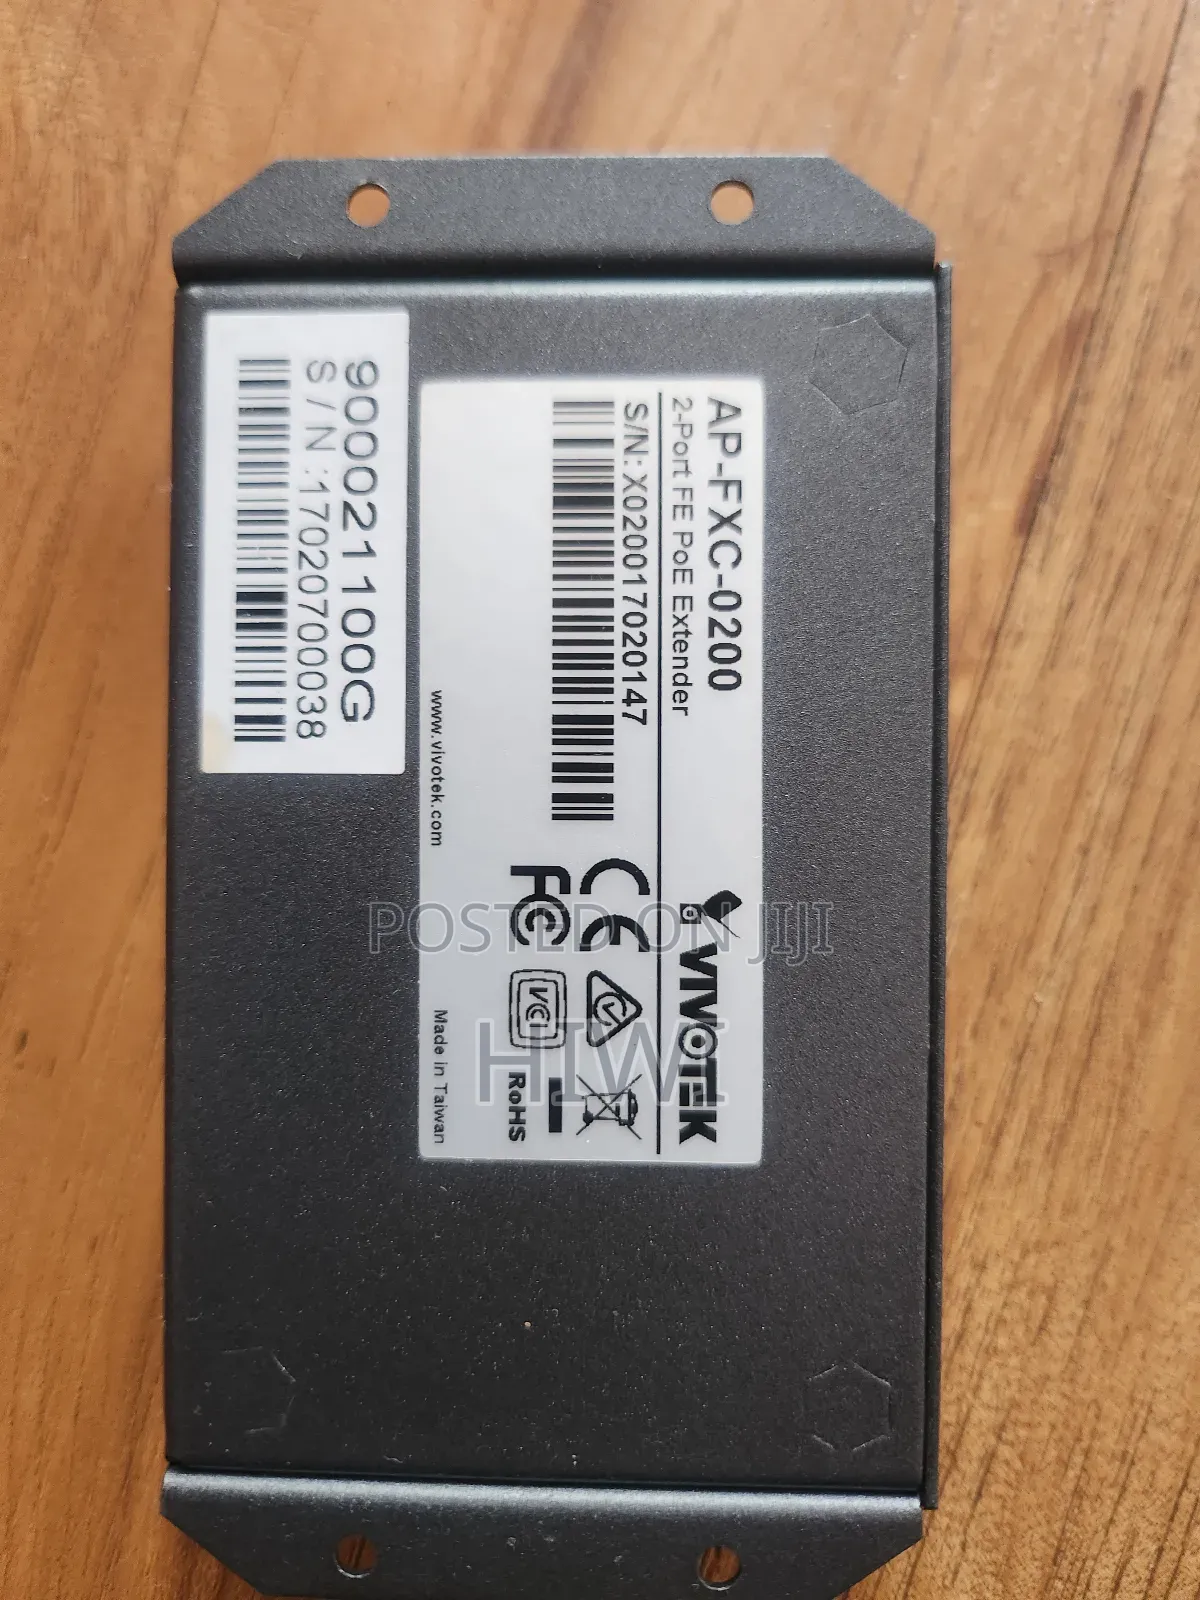 AP-FXC-0200
2-Port FE PoE Extender
S/N: X020017020147
VIVOTEK
CE
FC
VCI
RoHS
www.vivotek.com
Made in Taiwan
900021100G
S/N:170207000038
POSTED ON JIJI
HIWI